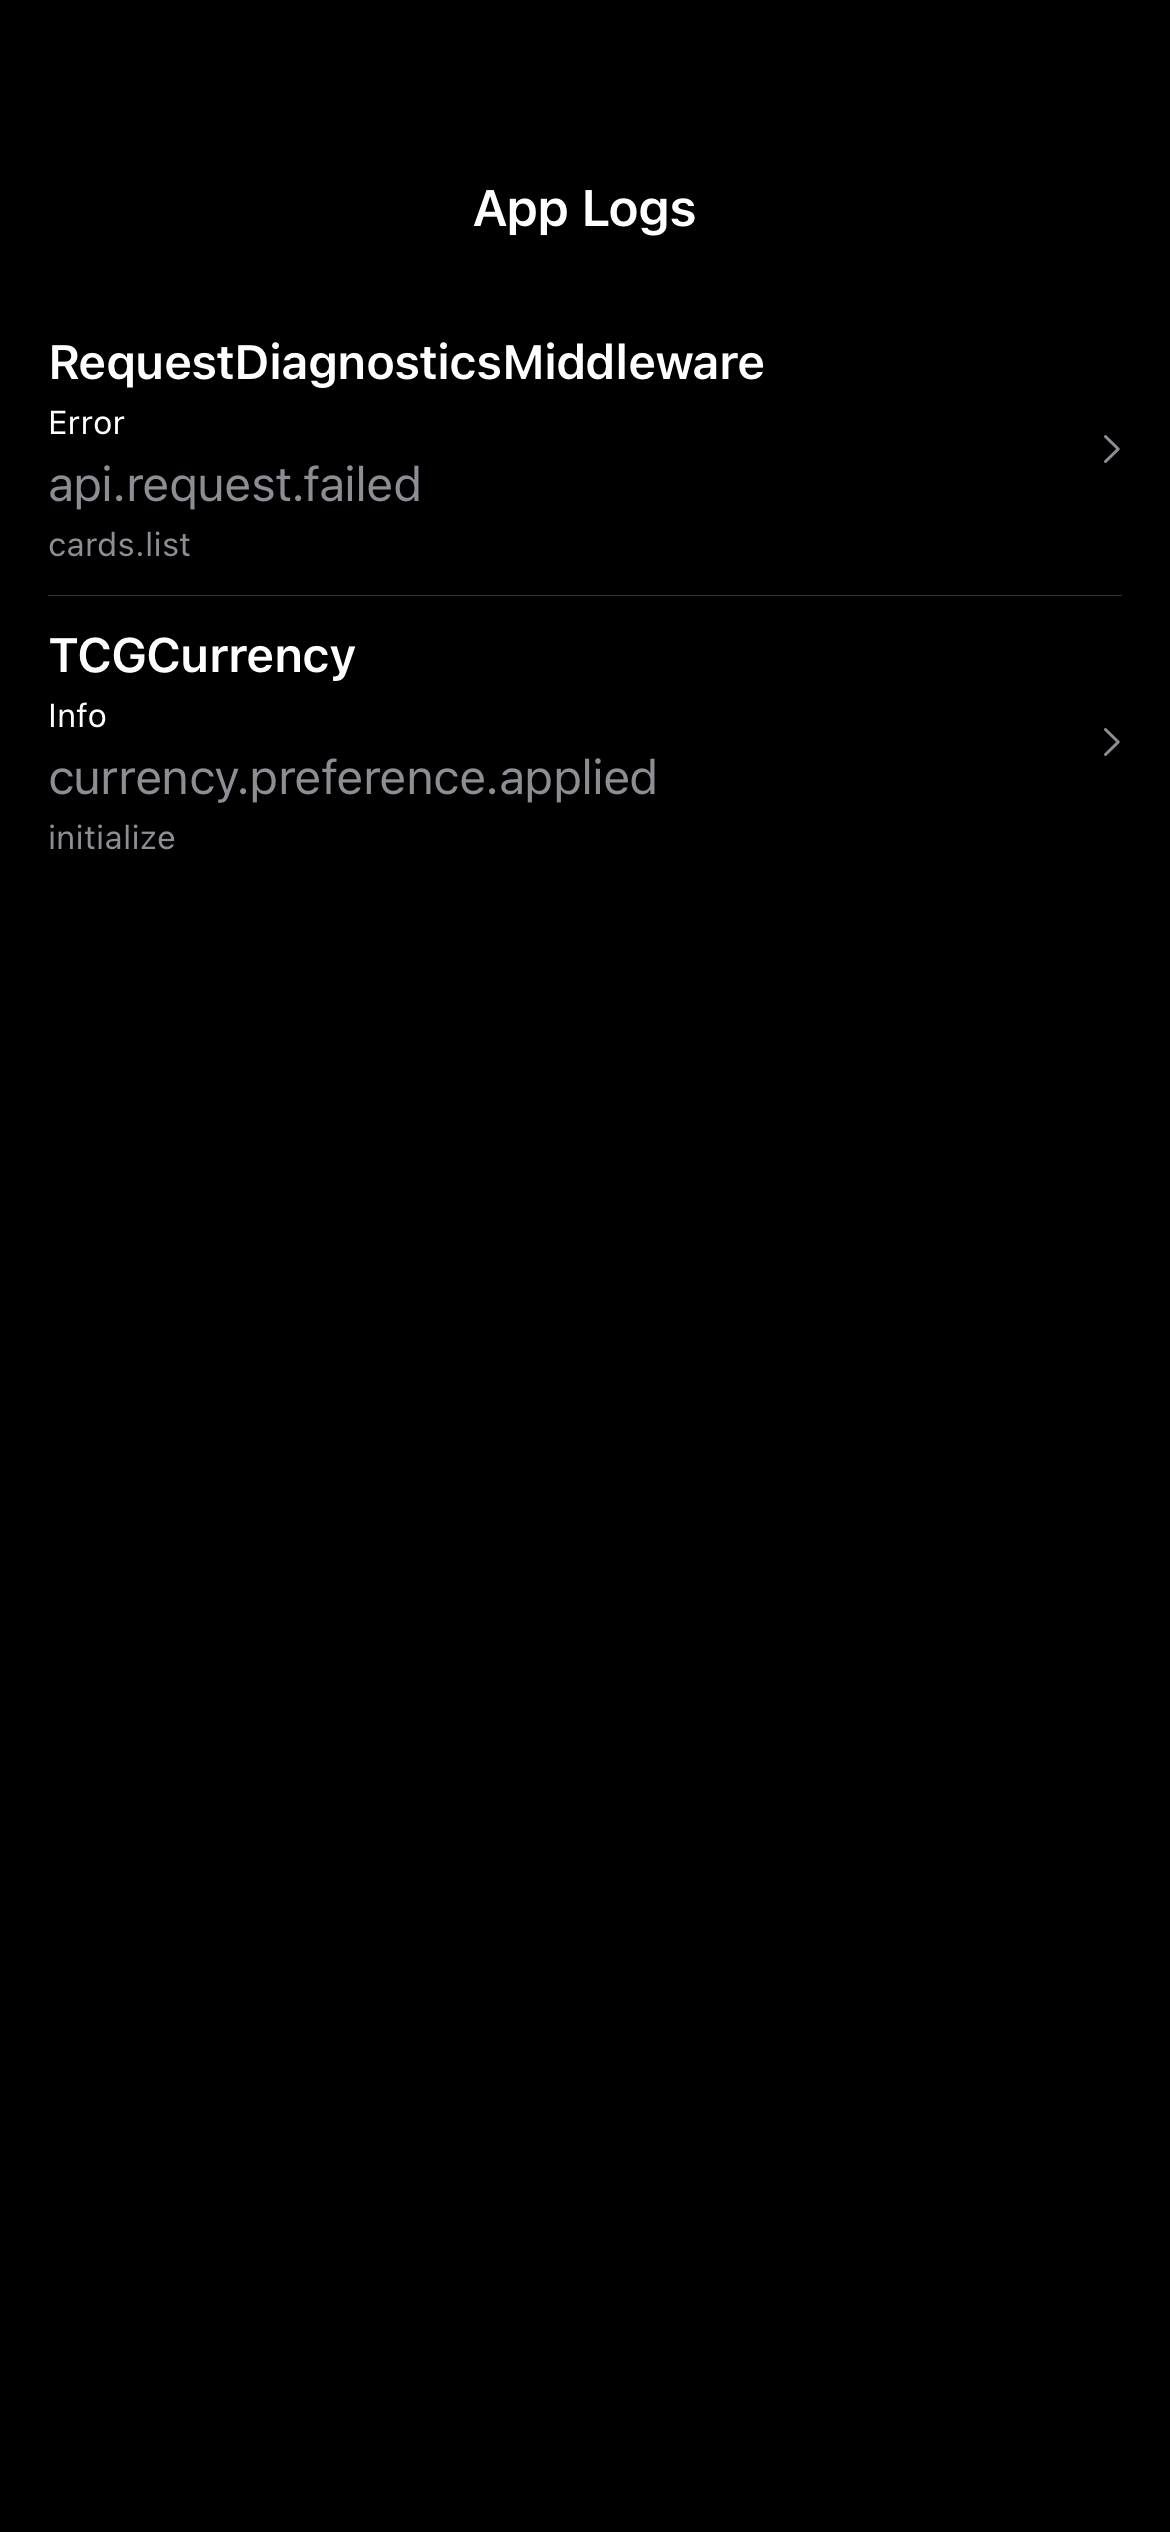 App Logs
RequestDiagnosticsMiddleware
Error
api.request.failed
cards.list
TCGCurrency
Info
currency.preference.applied
initialize